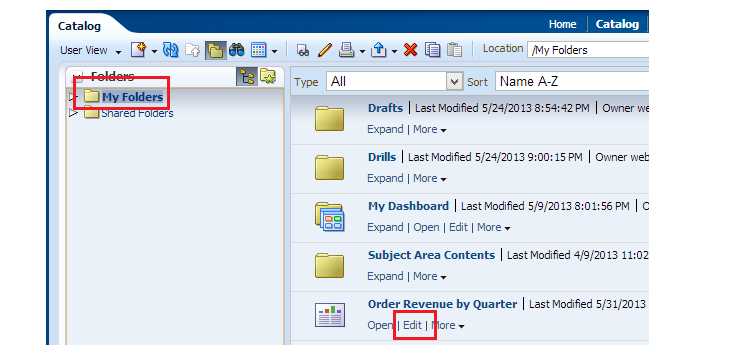 Catalog
Home Catalog
User View Location /My Folders
Folders
Type All Sort Name A-Z
My Folders
Shared Folders
Drafts | Last Modified 5/24/2013 8:54:42 PM | Owner we
Expand | More
Drills | Last Modified 5/24/2013 9:00:15 PM | Owner web
Expand | More
My Dashboard | Last Modified 5/9/2013 8:01:56 PM | O
Expand | Open | Edit | More
Subject Area Contents | Last Modified 4/9/2013 11:02
Expand | More
Order Revenue by Quarter | Last Modified 5/31/2013
Open | Edit | More